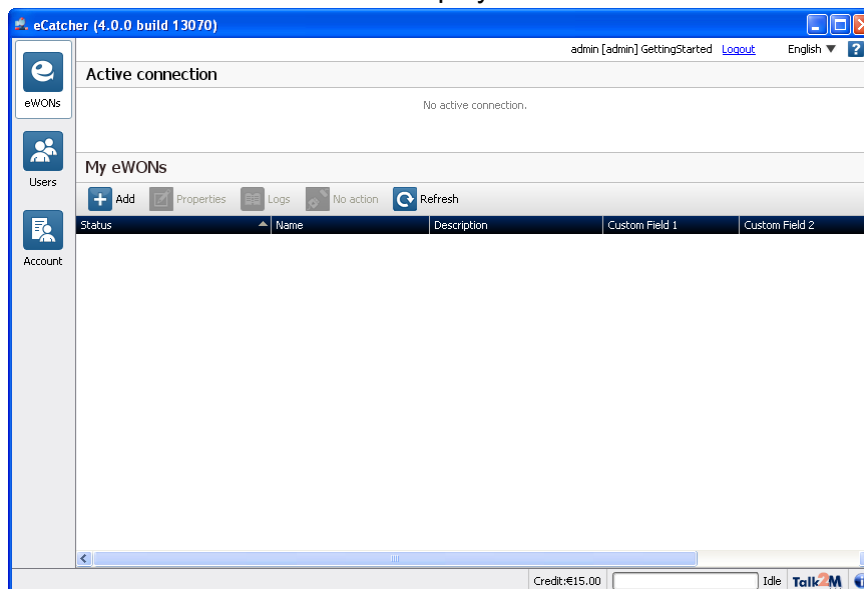 eCatcher (4.0.0 build 13070)
admin [admin] GettingStarted Logout English ▼ ?
eWONs
Active connection
No active connection.
Users
My eWONs
Add Properties Logs No action Refresh
Status Name Description Custom Field 1 Custom Field 2
Account
Credit:€15.00 Idle Talk2M